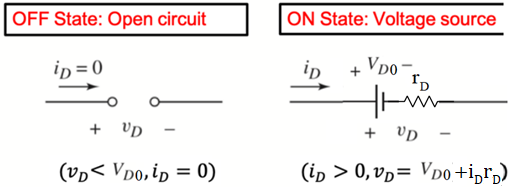 OFF State: Open circuit
i_D = 0
+ v_D −
(v_D < V_D0, i_D = 0)
ON State: Voltage source
i_D + V_D0 −
r_D
+ v_D −
(i_D > 0, v_D = V_D0 + i_D r_D)